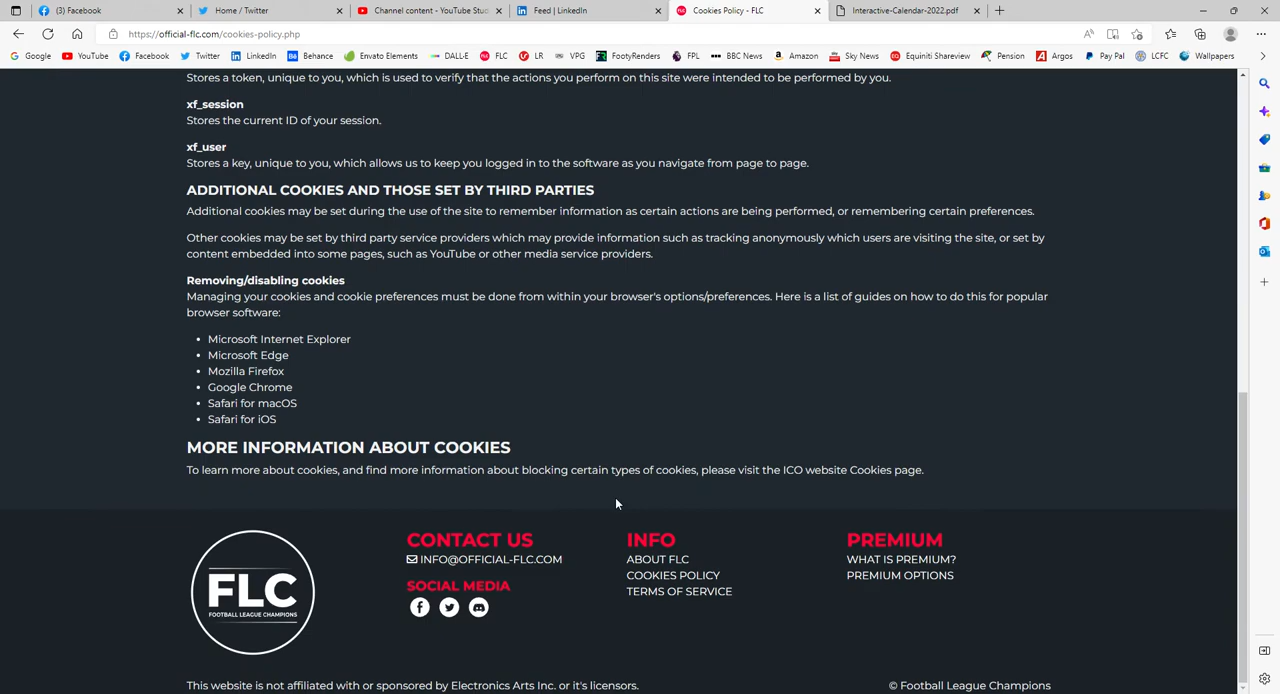 (3) Facebook
Home / Twitter
Channel content - YouTube Stud
Feed | LinkedIn
FLC
Cookies Policy - FLC
Interactive-Calendar-2022.pdf
https://official-flc.com/cookies-policy.php
Google
YouTube
Facebook
Twitter
LinkedIn
Behance
Envato Elements
DALL-E
FLC
LR
VPG
FootyRenders
FPL
BBC News
Amazon
Sky News
Equiniti Shareview
Pension
Argos
Pay Pal
LCFC
Wallpapers
Stores a token, unique to you, which is used to verify that the actions you perform on this site were intended to be performed by you.
xf_session
Stores the current ID of your session.
xf_user
Stores a key, unique to you, which allows us to keep you logged in to the software as you navigate from page to page.
ADDITIONAL COOKIES AND THOSE SET BY THIRD PARTIES
Additional cookies may be set during the use of the site to remember information as certain actions are being performed, or remembering certain preferences.
Other cookies may be set by third party service providers which may provide information such as tracking anonymously which users are visiting the site, or set by
content embedded into some pages, such as YouTube or other media service providers.
Removing/disabling cookies
Managing your cookies and cookie preferences must be done from within your browser's options/preferences. Here is a list of guides on how to do this for popular
browser software:
• Microsoft Internet Explorer
• Microsoft Edge
• Mozilla Firefox
• Google Chrome
• Safari for macOS
• Safari for iOS
MORE INFORMATION ABOUT COOKIES
To learn more about cookies, and find more information about blocking certain types of cookies, please visit the ICO website Cookies page.
FLC
FOOTBALL LEAGUE CHAMPIONS
CONTACT US
INFO@OFFICIAL-FLC.COM
SOCIAL MEDIA
INFO
ABOUT FLC
COOKIES POLICY
TERMS OF SERVICE
PREMIUM
WHAT IS PREMIUM?
PREMIUM OPTIONS
This website is not affiliated with or sponsored by Electronics Arts Inc. or it's licensors.
© Football League Champions